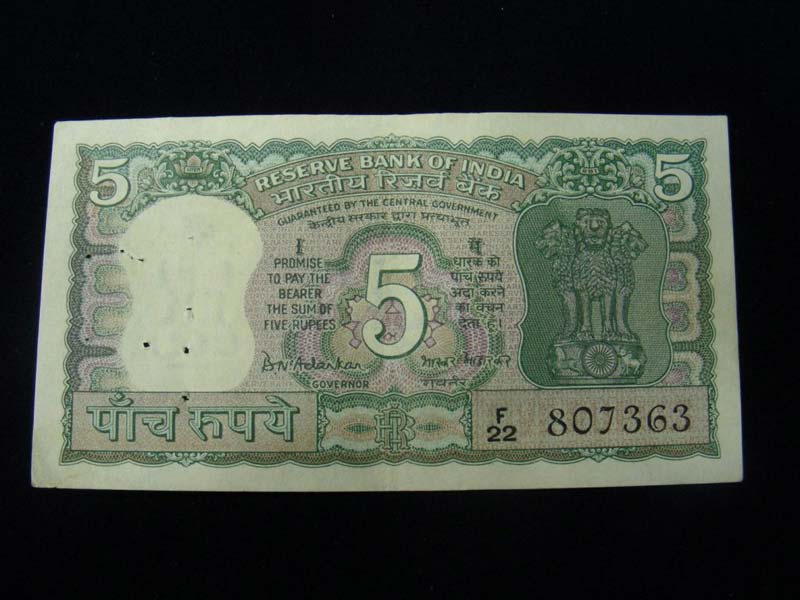 5 5
RESERVE BANK OF INDIA
भारतीय रिज़र्व बैंक
GUARANTEED BY THE CENTRAL GOVERNMENT
केन्द्रीय सरकार द्वारा प्रत्याभूत
I
PROMISE
TO PAY THE
BEARER
THE SUM OF
FIVE RUPEES
5
मैं
धारक को
पाँच रुपये
अदा करने
का वचन
देता हूँ।
B.N. Adarkar
GOVERNOR
गवर्नर
पाँच रुपये
F/22 807363